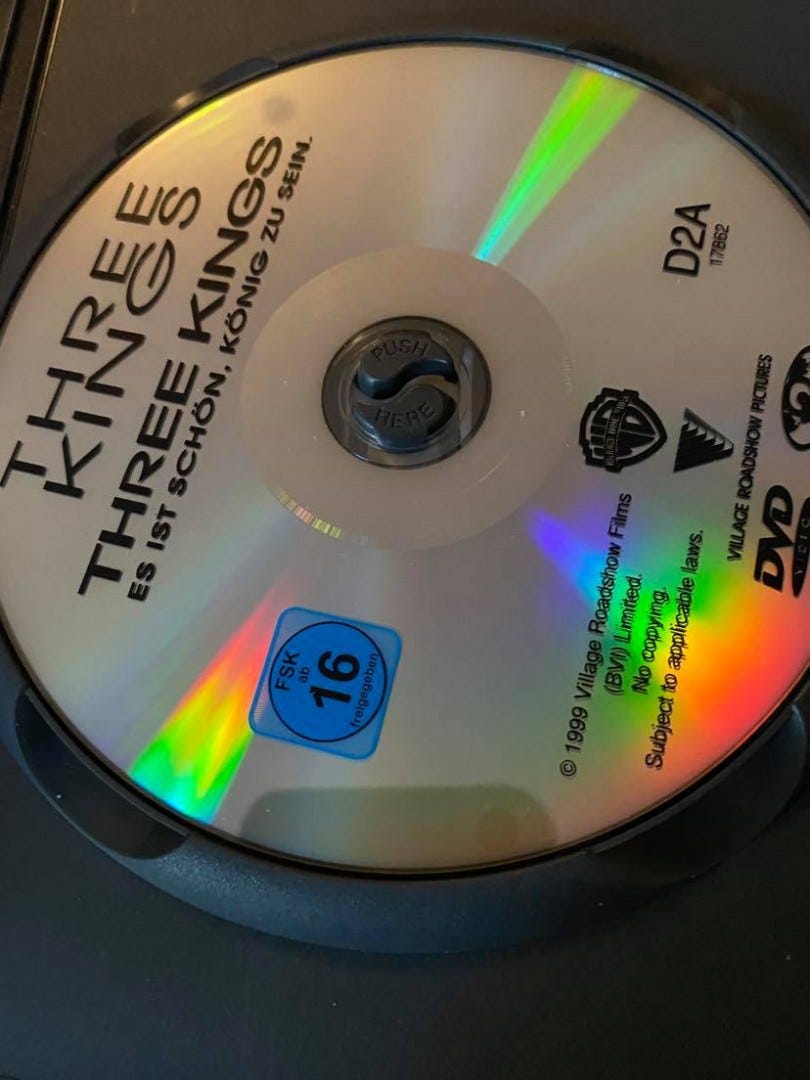 THREE
KINGS
THREE KINGS
ES IST SCHÖN, KÖNIG ZU SEIN.
PUSH
HERE
D2A
17862
VILLAGE ROADSHOW PICTURES
DVD
© 1999 Village Roadshow Films
(BVI) Limited.
No copying.
Subject to applicable laws.
FSK
ab
16
freigegeben